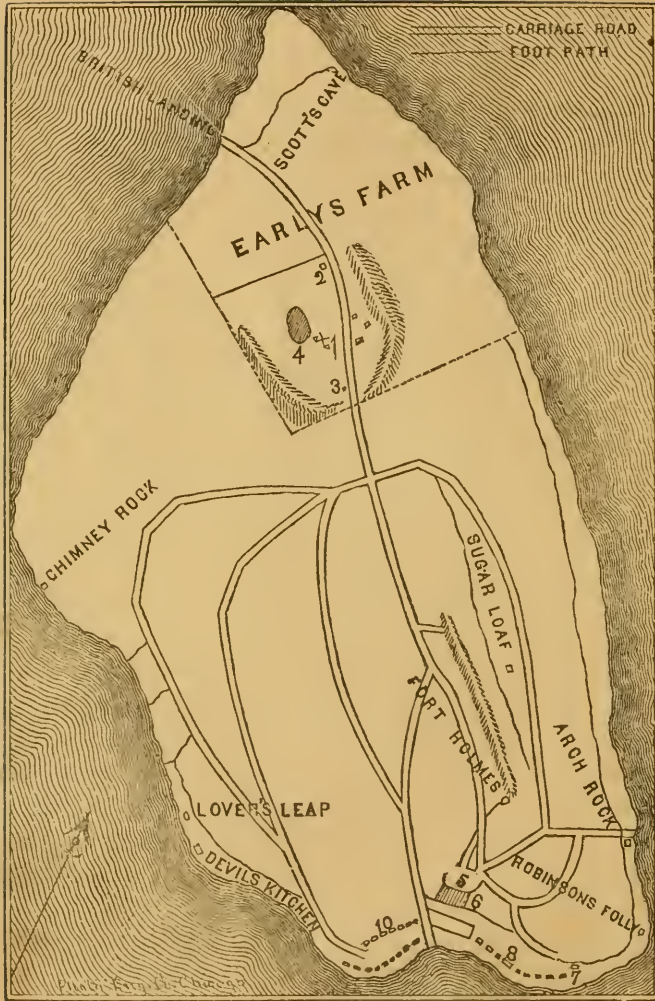 CARRIAGE ROAD
FOOT PATH
BRITISH LANDING
SCOTT'S CAVE
EARLYS FARM
2
4
1
3.
CHIMNEY ROCK
SUGAR LOAF
FORT HOLMES
ARCH ROCK
LOVER'S LEAP
DEVILS KITCHEN
ROBINSONS FOLLY
5
6
10
8
7